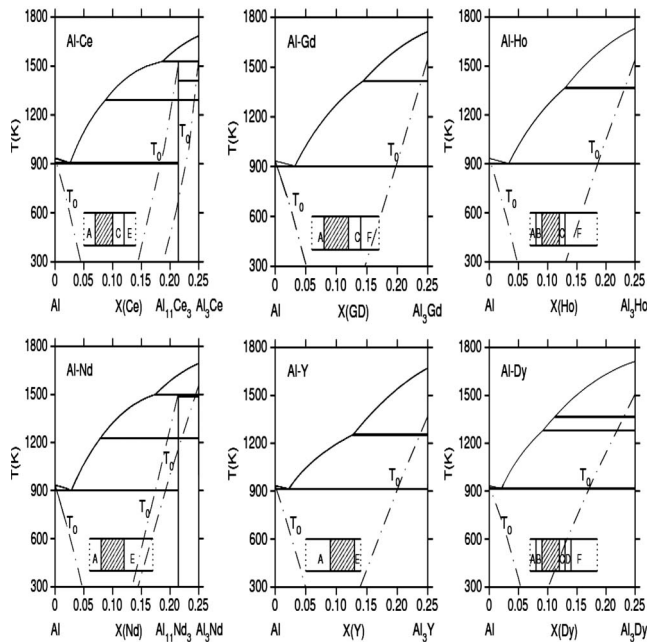 Al-Ce
T(K)
1800
1500
1200
900
600
300
T0
T0
T0
A
C
E
0 0.05 0.10 0.15 0.20 0.25
Al X(Ce) Al11Ce3 Al3Ce
Al-Gd
1800
1500
1200
900
600
300
T0
T0
A
C
F
0 0.05 0.10 0.15 0.20 0.25
Al X(GD) Al3Gd
Al-Ho
T(K)
1800
1500
1200
900
600
300
T0
T0
A
B
C
F
0 0.05 0.10 0.15 0.20 0.25
Al X(Ho) Al3Ho
Al-Nd
T(K)
1800
1500
1200
900
600
300
T0
T0
T0
A
E
0 0.05 0.10 0.15 0.20 0.25
Al X(Nd) Al11Nd3 Al3Nd
Al-Y
1800
1500
1200
900
600
300
T0
T0
A
E
0 0.05 0.10 0.15 0.20 0.25
Al X(Y) Al3Y
Al-Dy
T(K)
1800
1500
1200
900
600
300
T0
T0
A
B
C
D
F
0 0.05 0.10 0.15 0.20 0.25
Al X(Dy) Al3Dy